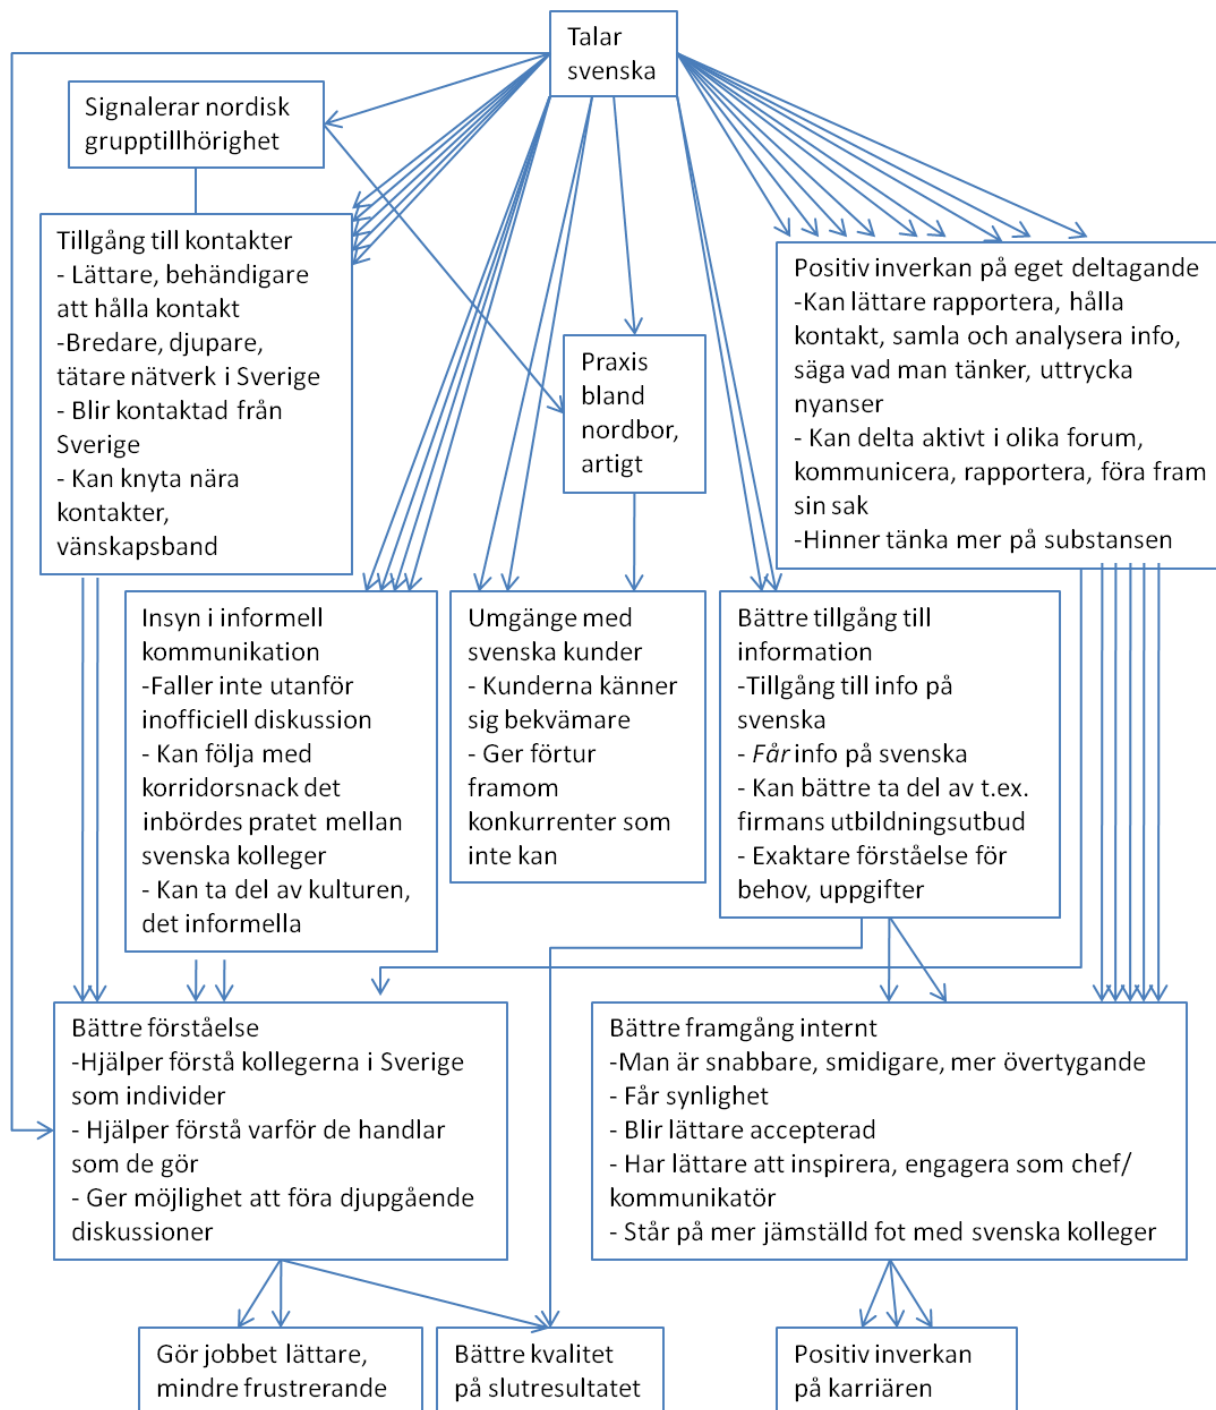 Talar
svenska
Signalerar nordisk
grupptillhörighet
Tillgång till kontakter
- Lättare, behändigare
att hålla kontakt
-Bredare, djupare,
tätare nätverk i Sverige
- Blir kontaktad från
Sverige
- Kan knyta nära
kontakter,
vänskapsband
Positiv inverkan på eget deltagande
-Kan lättare rapportera, hålla
kontakt, samla och analysera info,
säga vad man tänker, uttrycka
nyanser
- Kan delta aktivt i olika forum,
kommunicera, rapportera, föra fram
sin sak
-Hinner tänka mer på substansen
Praxis
bland
nordbor,
artigt
Insyn i informell
kommunikation
-Faller inte utanför
inofficiell diskussion
- Kan följa med
korridorsnack det
inbördes pratet mellan
svenska kolleger
- Kan ta del av kulturen,
det informella
Umgänge med
svenska kunder
- Kunderna känner
sig bekvämare
- Ger förtur
framom
konkurrenter som
inte kan
Bättre tillgång till
information
-Tillgång till info på
svenska
- Får info på svenska
- Kan bättre ta del av t.ex.
firmans utbildningsutbud
- Exaktare förståelse för
behov, uppgifter
Bättre förståelse
-Hjälper förstå kollegerna i Sverige
som individer
- Hjälper förstå varför de handlar
som de gör
- Ger möjlighet att föra djupgående
diskussioner
Bättre framgång internt
-Man är snabbare, smidigare, mer övertygande
- Får synlighet
- Blir lättare accepterad
- Har lättare att inspirera, engagera som chef/
kommunikatör
- Står på mer jämställd fot med svenska kolleger
Gör jobbet lättare,
mindre frustrerande
Bättre kvalitet
på slutresultatet
Positiv inverkan
på karriären